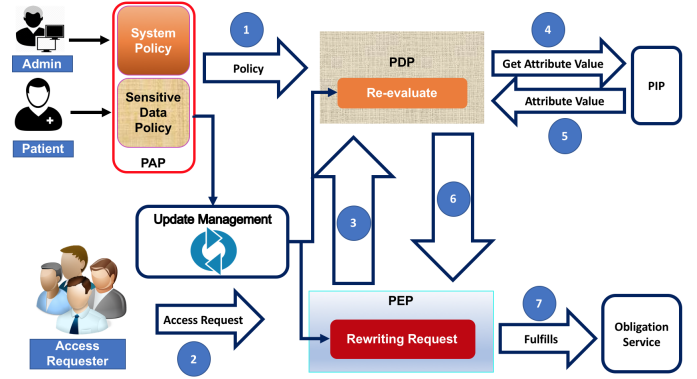 Admin
System
Policy
Sensitive
Data
Policy
PAP
Patient
1
Policy
PDP
Re-evaluate
4
Get Attribute Value
Attribute Value
5
PIP
Update Management
3
6
Access
Requester
Access Request
2
PEP
Rewriting Request
7
Fulfills
Obligation
Service